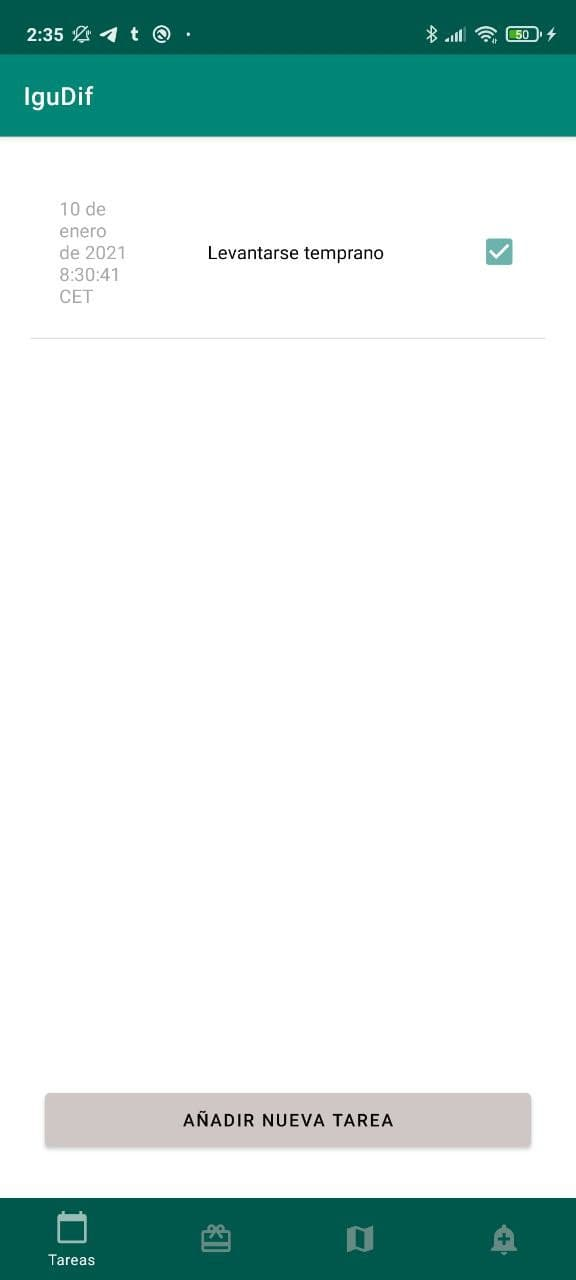 2:35
50
IguDif
10 de
enero
de 2021
8:30:41
CET
Levantarse temprano
AÑADIR NUEVA TAREA
Tareas